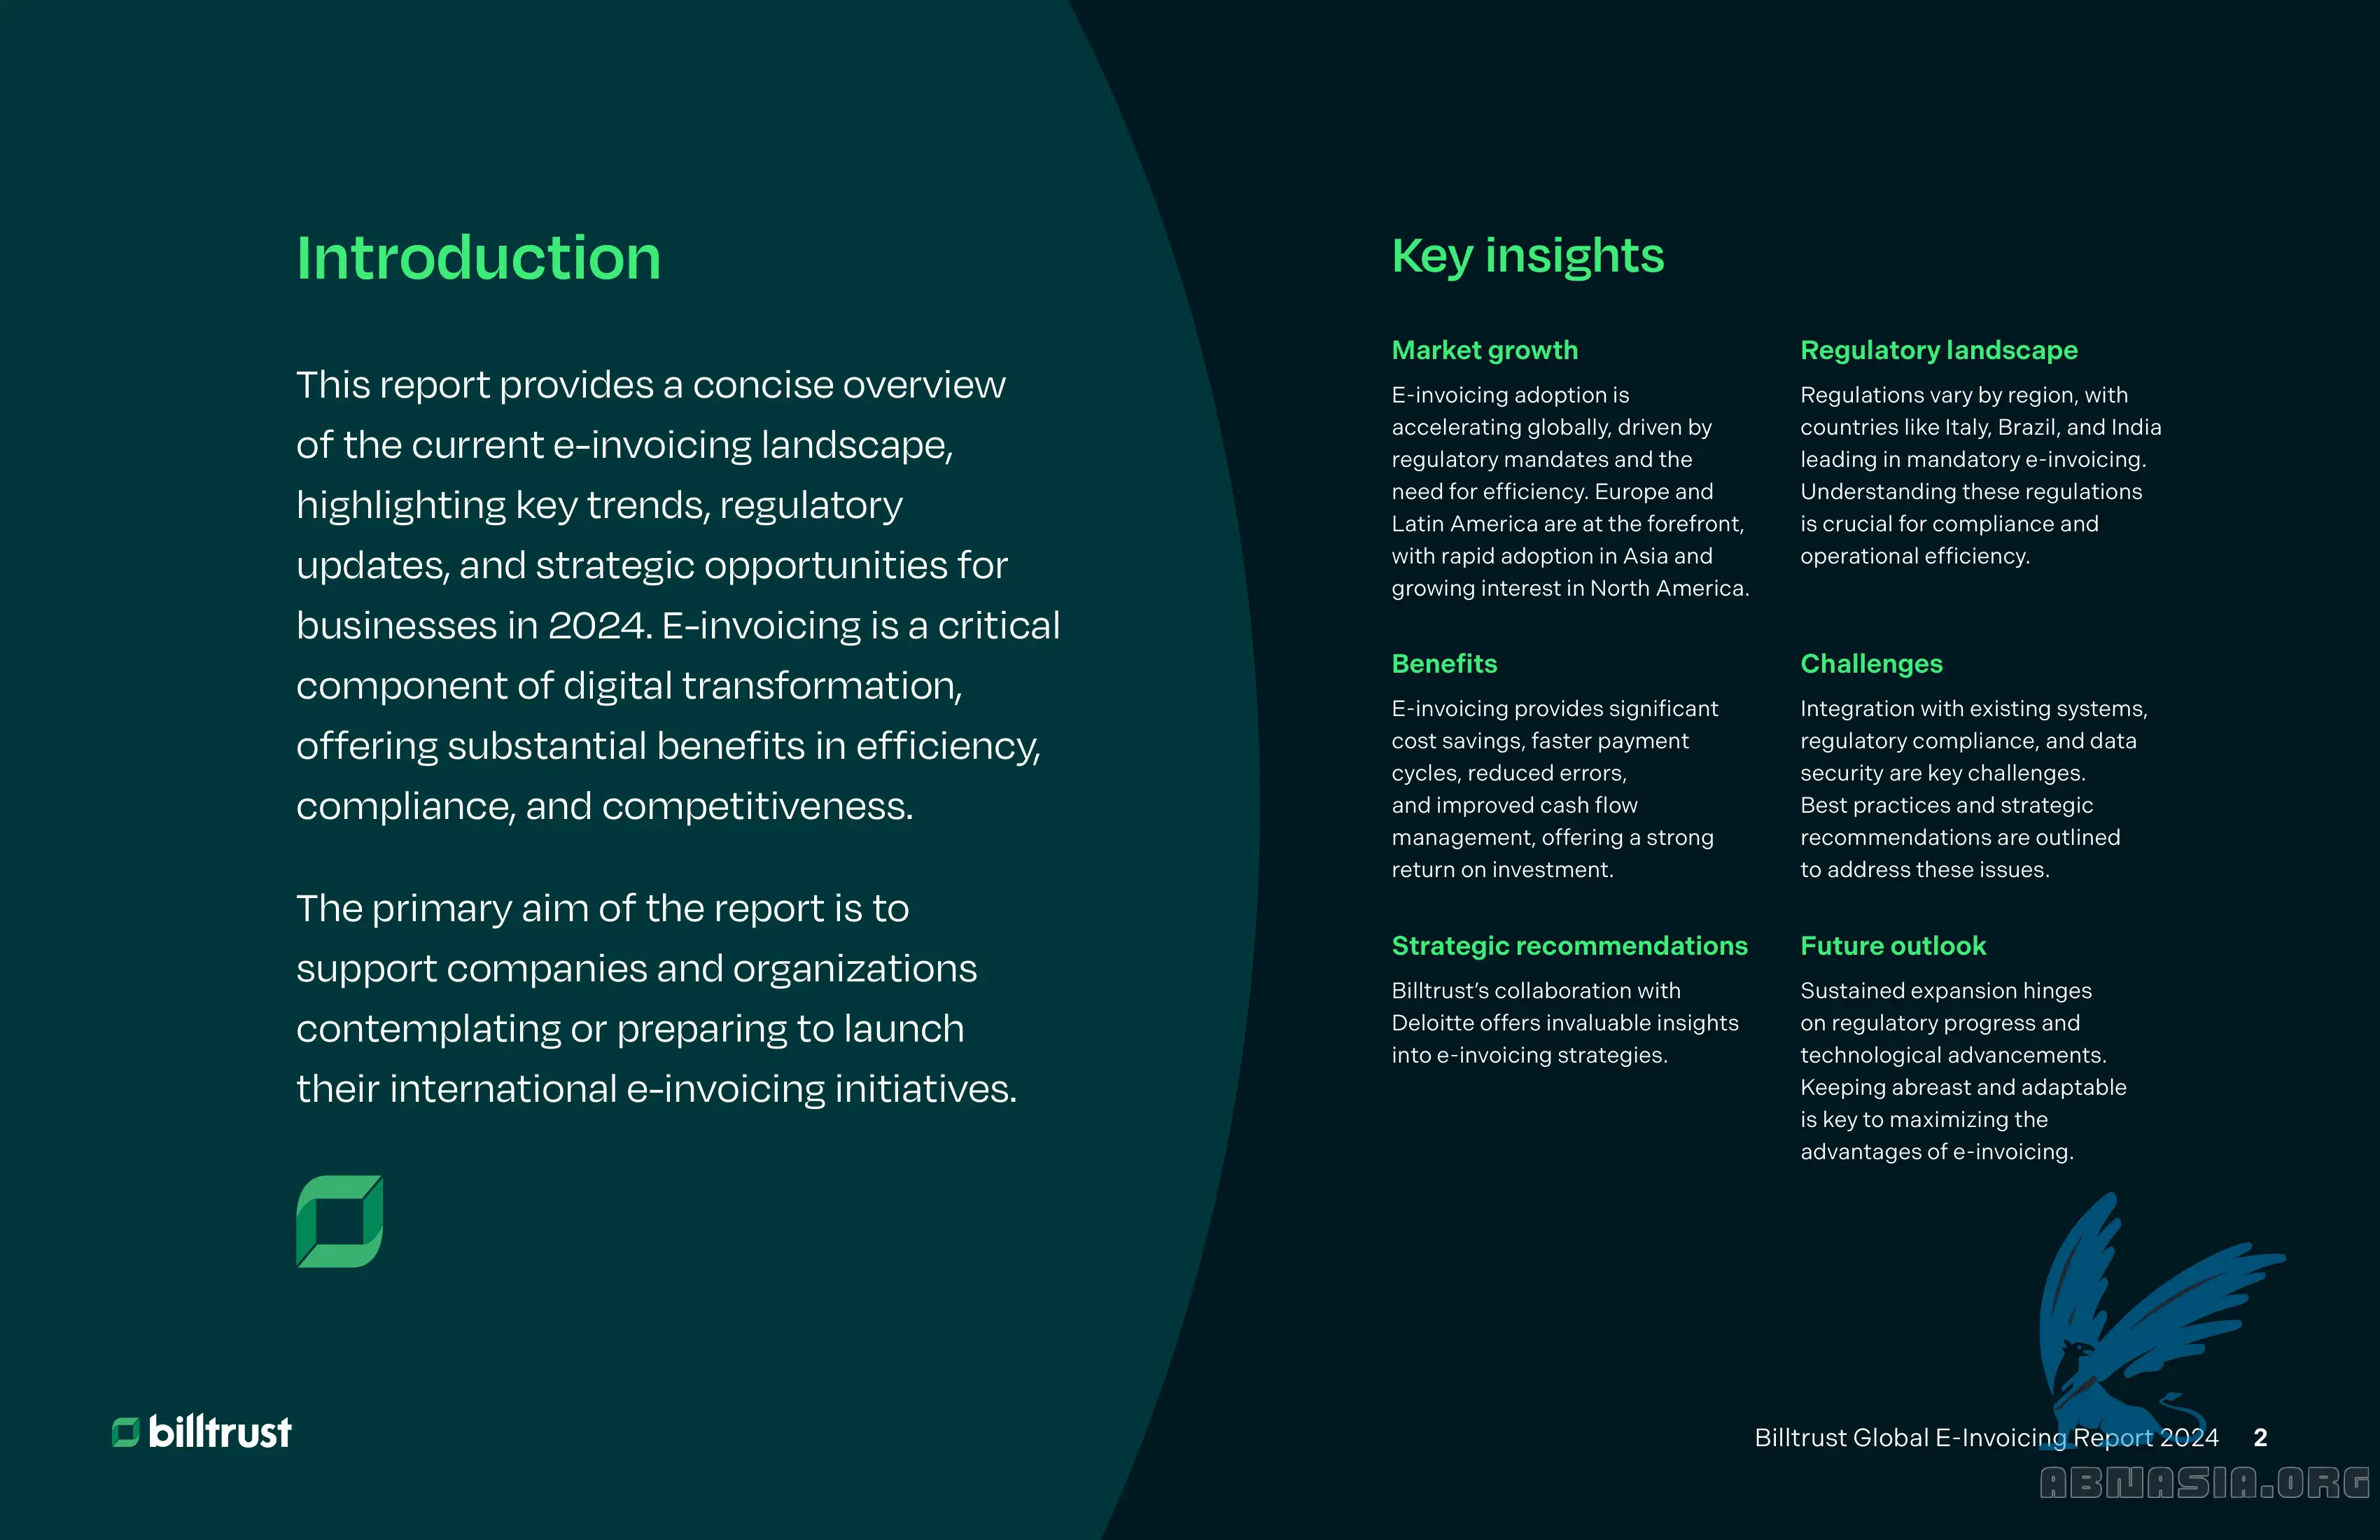 Introduction
This report provides a concise overview
of the current e-invoicing landscape,
highlighting key trends, regulatory
updates, and strategic opportunities for
businesses in 2024. E-invoicing is a critical
component of digital transformation,
offering substantial benefits in efficiency,
compliance, and competitiveness.
The primary aim of the report is to
support companies and organizations
contemplating or preparing to launch
their international e-invoicing initiatives.
Key insights
Market growth
E-invoicing adoption is
accelerating globally, driven by
regulatory mandates and the
need for efficiency. Europe and
Latin America are at the forefront,
with rapid adoption in Asia and
growing interest in North America.
Regulatory landscape
Regulations vary by region, with
countries like Italy, Brazil, and India
leading in mandatory e-invoicing.
Understanding these regulations
is crucial for compliance and
operational efficiency.
Benefits
E-invoicing provides significant
cost savings, faster payment
cycles, reduced errors,
and improved cash flow
management, offering a strong
return on investment.
Challenges
Integration with existing systems,
regulatory compliance, and data
security are key challenges.
Best practices and strategic
recommendations are outlined
to address these issues.
Strategic recommendations
Billtrust’s collaboration with
Deloitte offers invaluable insights
into e-invoicing strategies.
Future outlook
Sustained expansion hinges
on regulatory progress and
technological advancements.
Keeping abreast and adaptable
is key to maximizing the
advantages of e-invoicing.
billtrust
Billtrust Global E-Invoicing Report 2024 2
ABNASIA.ORG